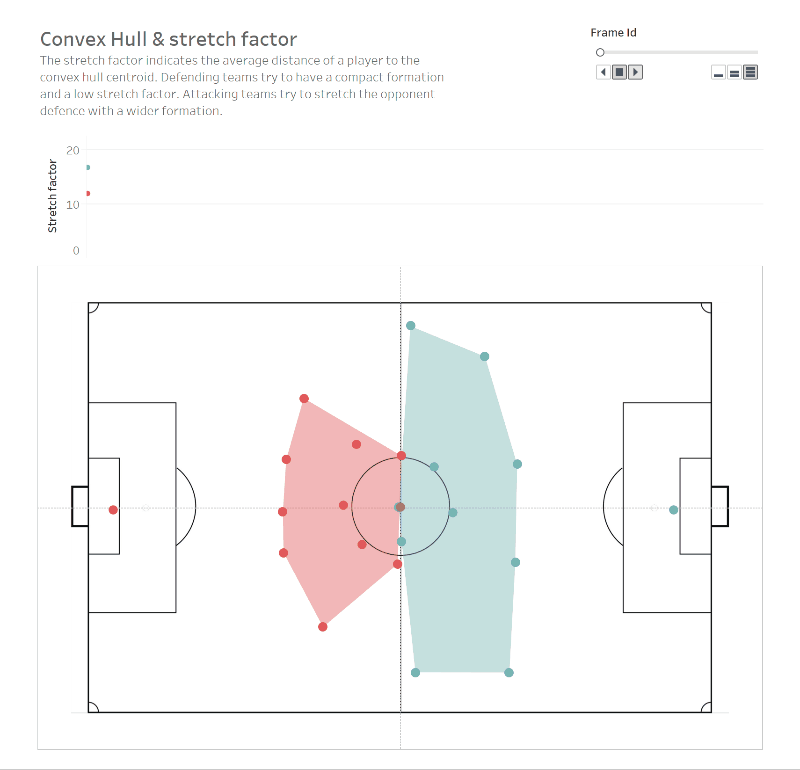 Convex Hull & stretch factor
The stretch factor indicates the average distance of a player to the
convex hull centroid. Defending teams try to have a compact formation
and a low stretch factor. Attacking teams try to stretch the opponent
defence with a wider formation.
Frame Id
Stretch factor
20
10
0